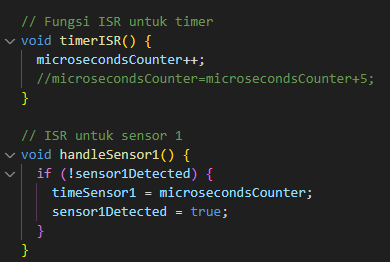 // Fungsi ISR untuk timer
void timerISR() {
microsecondsCounter++;
//microsecondsCounter=microsecondsCounter+5;
}
// ISR untuk sensor 1
void handleSensor1() {
if (!sensor1Detected) {
timeSensor1 = microsecondsCounter;
sensor1Detected = true;
}
}